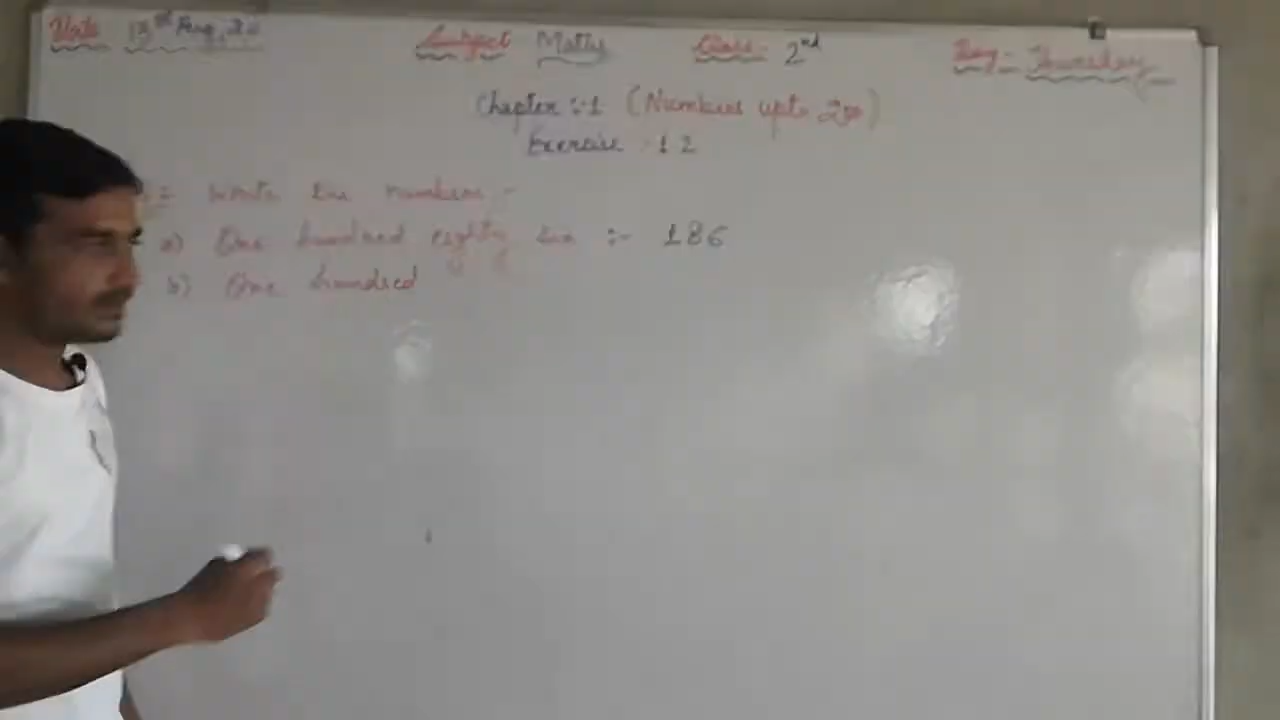 Date 13th Aug, 20 Subject Maths Class:- 2nd Day:- Thursday
Chapter :- 1 (Numbers upto 200)
Exercise :- 1.2
Write the numbers :-
a) One hundred eighty six :- 186
b) One hundred